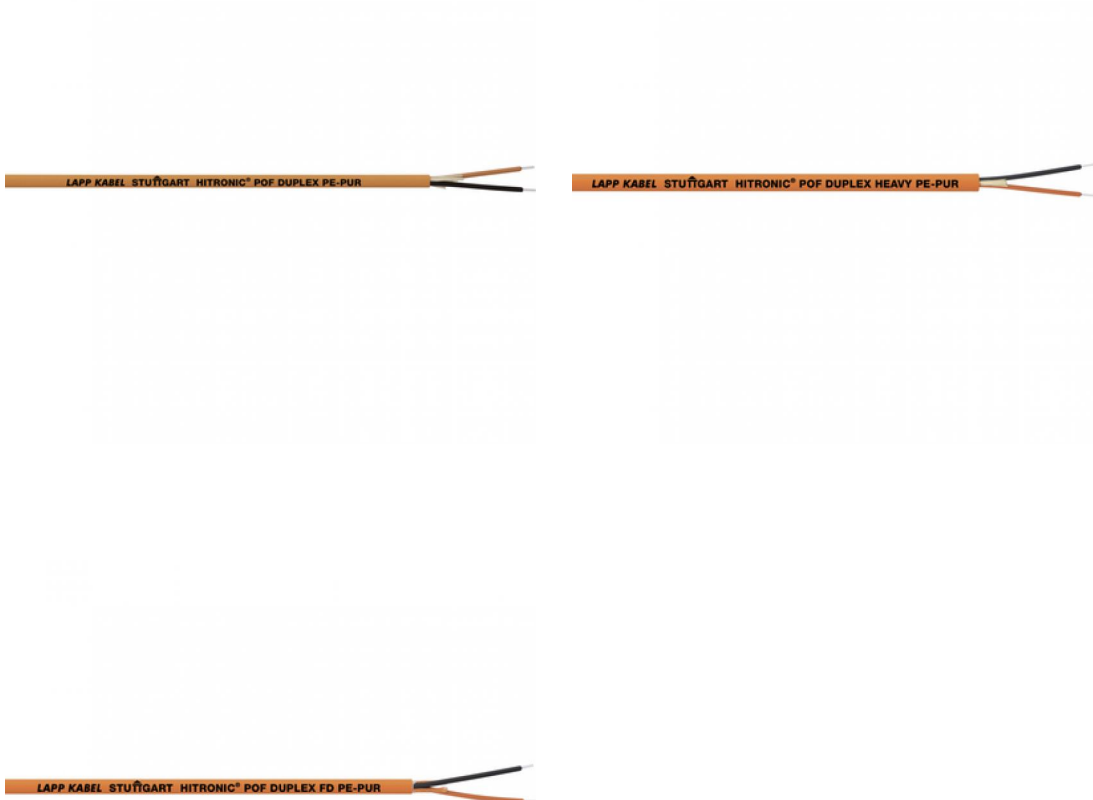 LAPP KABEL STUTTGART HITRONIC® POF DUPLEX PE-PUR
LAPP KABEL STUTTGART HITRONIC® POF DUPLEX HEAVY PE-PUR
LAPP KABEL STUTTGART HITRONIC® POF DUPLEX FD PE-PUR